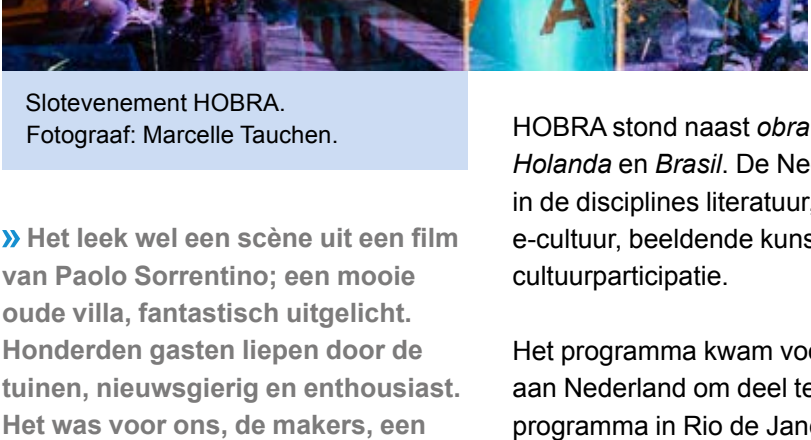 A
Slotevenement HOBRA.
Fotograaf: Marcelle Tauchen.
» Het leek wel een scène uit een film
van Paolo Sorrentino; een mooie
oude villa, fantastisch uitgelicht.
Honderden gasten liepen door de
tuinen, nieuwsgierig en enthousiast.
Het was voor ons, de makers, een
HOBRA stond naast obra
Holanda en Brasil. De Ne
in de disciplines literatuur,
e-cultuur, beeldende kuns
cultuurparticipatie.
Het programma kwam voo
aan Nederland om deel te
programma in Rio de Jane